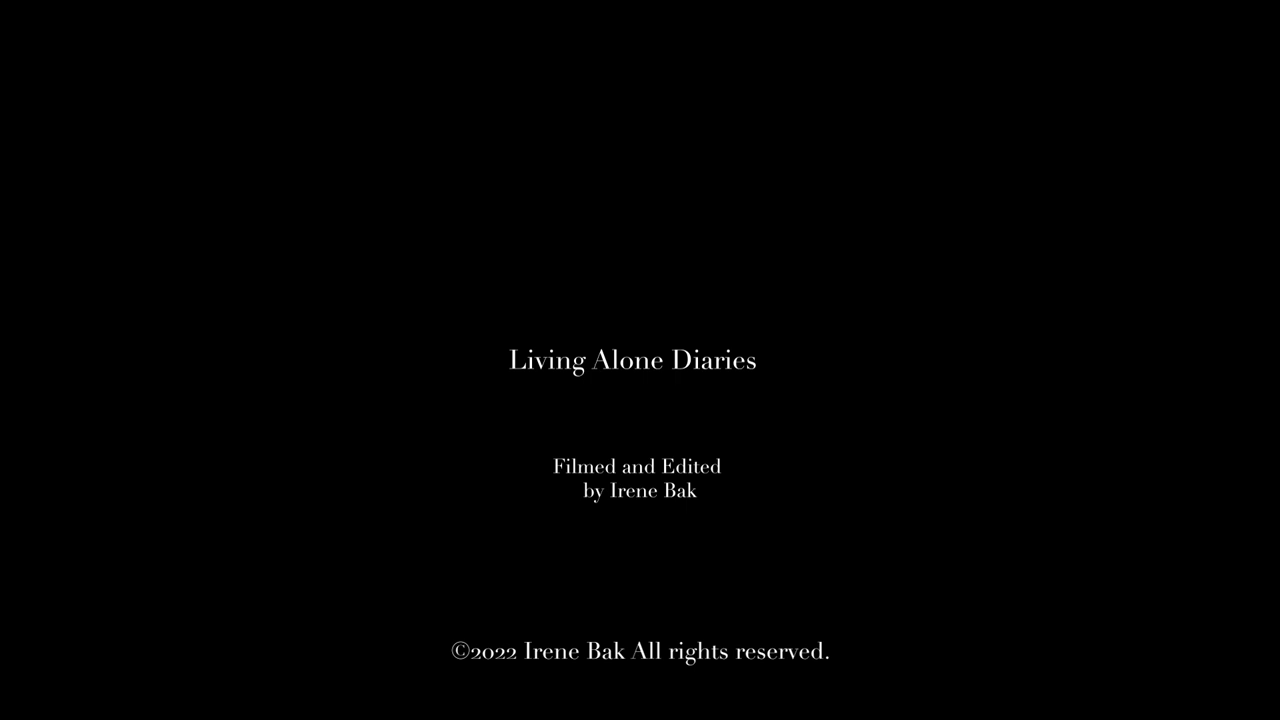 Living Alone Diaries
Filmed and Edited
by Irene Bak
©2022 Irene Bak All rights reserved.